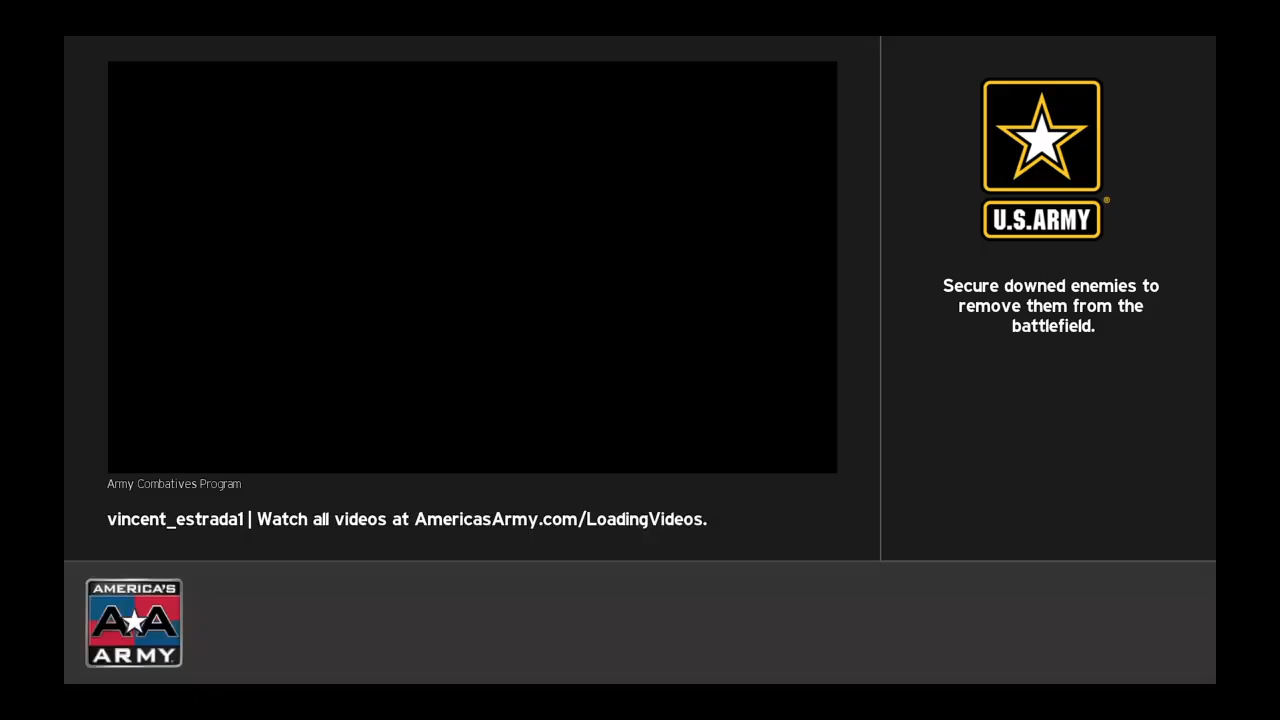 U.S.ARMY
®
Secure downed enemies to
remove them from the
battlefield.
Army Combatives Program
vincent_estrada1 | Watch all videos at AmericasArmy.com/LoadingVideos.
AMERICA'S
AA
ARMY